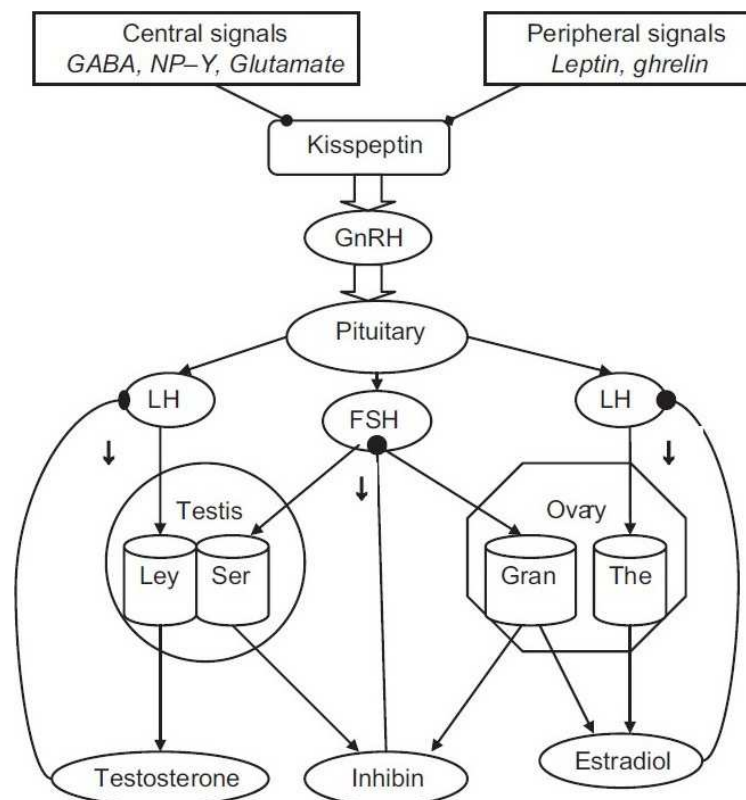 Central signals
GABA, NP–Y, Glutamate
Peripheral signals
Leptin, ghrelin
Kisspeptin
GnRH
Pituitary
LH
FSH
LH
Testis
Ovary
Ley
Ser
Gran
The
Testosterone
Inhibin
Estradiol